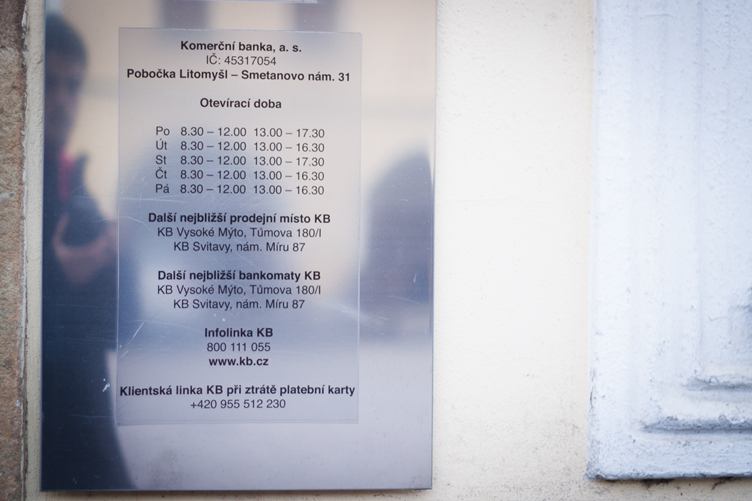 Komerční banka, a. s.
IČ: 45317054
Pobočka Litomyšl – Smetanovo nám. 31
Otevírací doba
Po 8.30 – 12.00 13.00 – 17.30
Út 8.30 – 12.00 13.00 – 16.30
St 8.30 – 12.00 13.00 – 17.30
Čt 8.30 – 12.00 13.00 – 16.30
Pá 8.30 – 12.00 13.00 – 16.30
Další nejbližší prodejní místo KB
KB Vysoké Mýto, Tůmova 180/I
KB Svitavy, nám. Míru 87
Další nejbližší bankomaty KB
KB Vysoké Mýto, Tůmova 180/I
KB Svitavy, nám. Míru 87
Infolinka KB
800 111 055
www.kb.cz
Klientská linka KB při ztrátě platební karty
+420 955 512 230